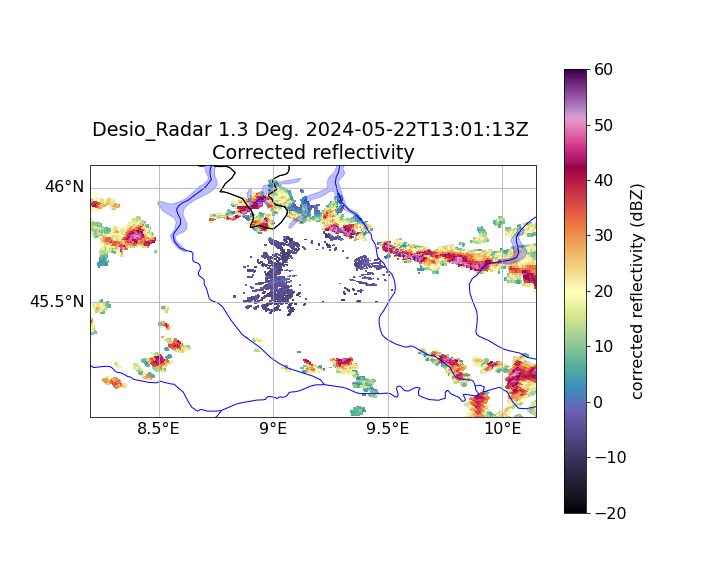 Desio_Radar 1.3 Deg. 2024-05-22T13:01:13Z
Corrected reflectivity
46°N
45.5°N
8.5°E
9°E
9.5°E
10°E
60
50
40
30
20
10
0
−10
−20
corrected reflectivity (dBZ)